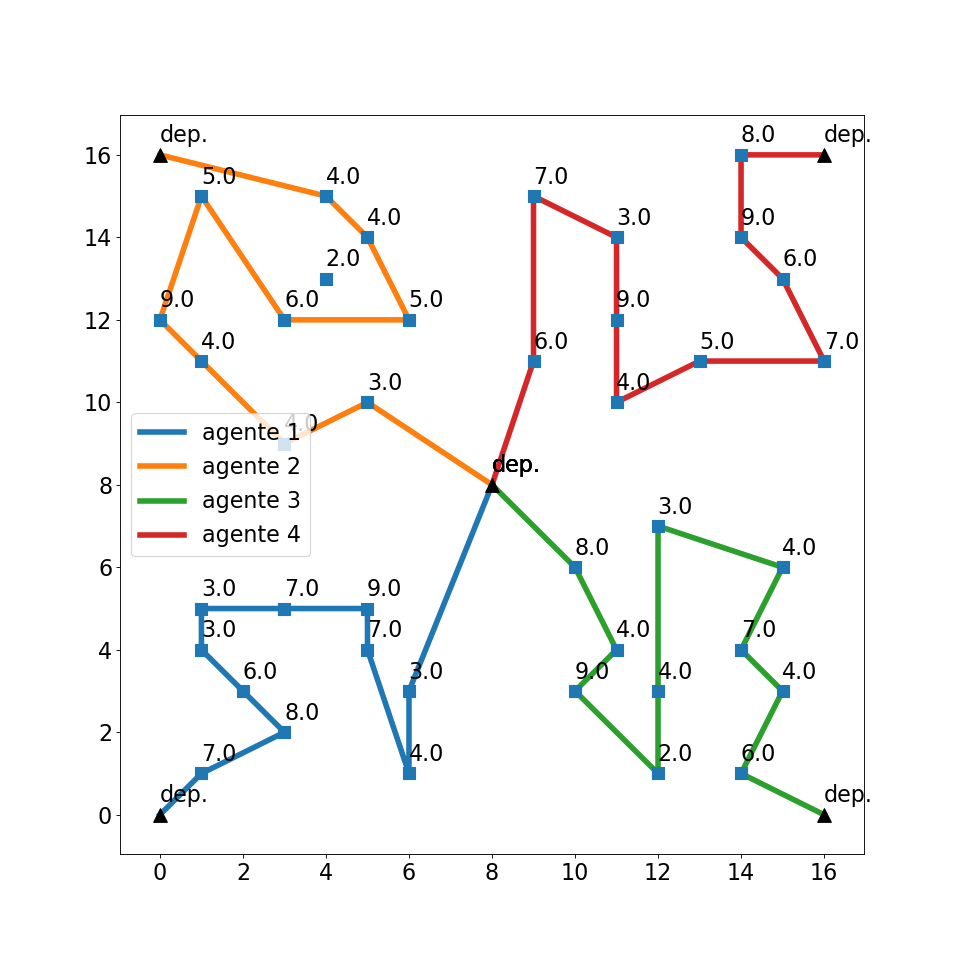 dep. 8.0 dep.
16
5.0 4.0 7.0
4.0 3.0
14 9.0
2.0 6.0
9.0 6.0 5.0 9.0
12
4.0 6.0 5.0 7.0
3.0 4.0
10
4.0
agente 1
agente 2
agente 3
agente 4
dep.
8
3.0
8.0 4.0
6
3.0 7.0 9.0
3.0 7.0 4.0 7.0
4
6.0 3.0 9.0 4.0 4.0
8.0
2
7.0 4.0 2.0 6.0
dep. dep.
0
0 2 4 6 8 10 12 14 16